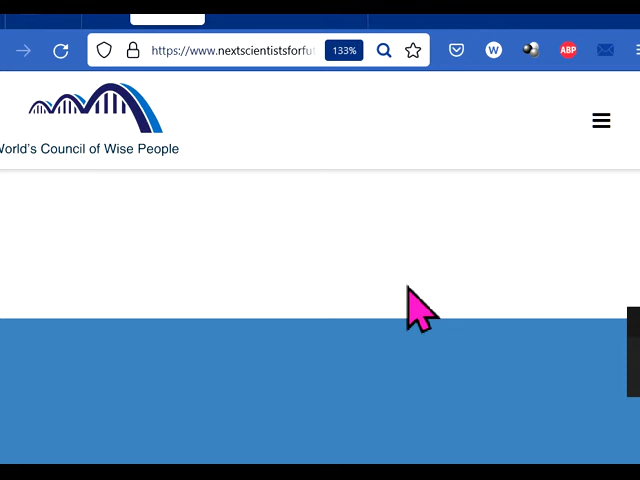 https://www.nextscientistsforfut
133%
W
ABP
World's Council of Wise People